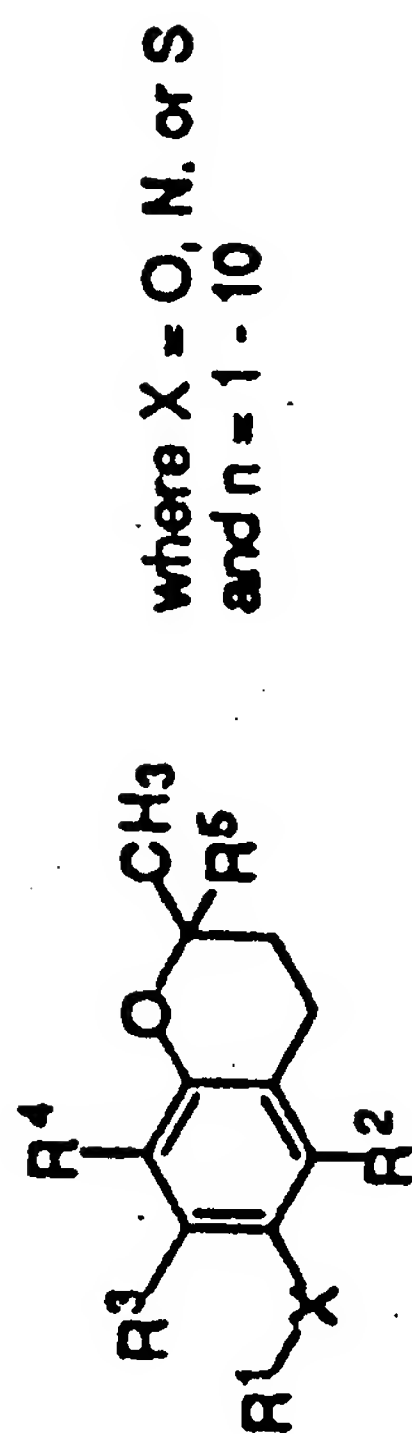 R4
R3
O
CH3
R5
R1
X
R2
where X = O, N, or S
and n = 1 - 10